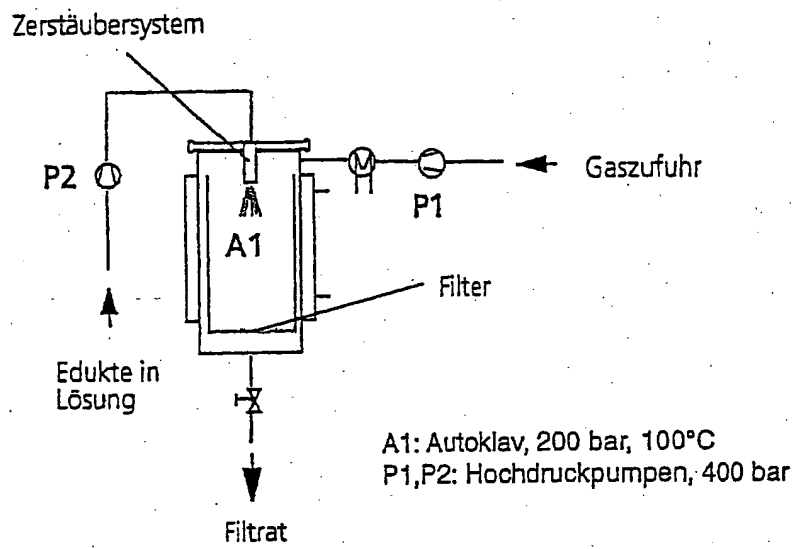 Zerstäubersystem
P2
Gaszufuhr
P1
A1
Filter
Edukte in
Lösung
A1: Autoklav, 200 bar, 100°C
P1,P2: Hochdruckpumpen, 400 bar
Filtrat